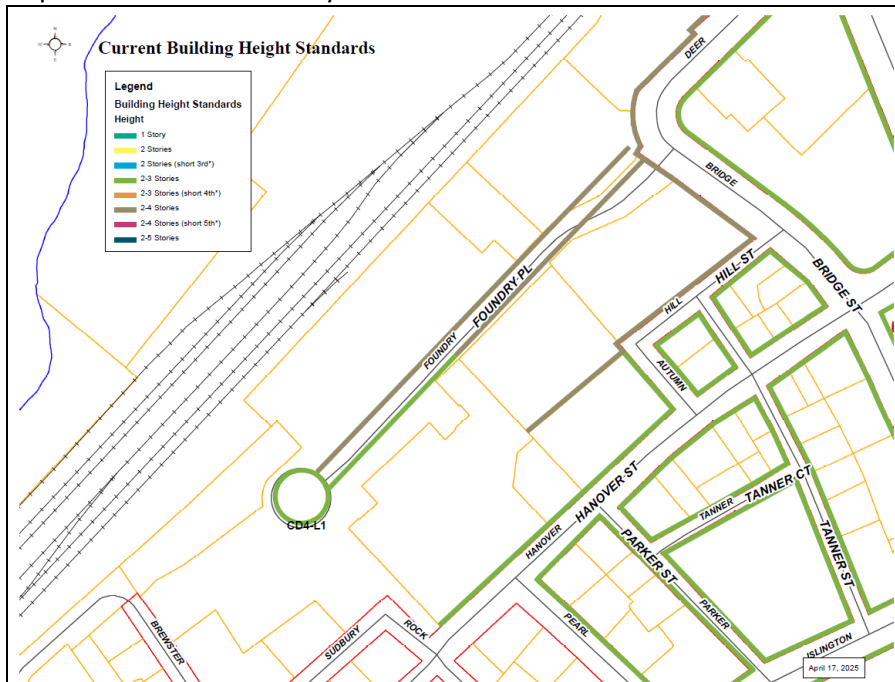 Current Building Height Standards
N
Legend
Building Height Standards
Height
1 Story
2 Stories
2 Stories (short 3rd*)
2-3 Stories
2-3 Stories (short 4th*)
2-4 Stories
2-4 Stories (short 5th*)
2-5 Stories
DEER
BRIDGE
BRIDGE ST
HILL ST
HILL
FOUNDRY PL
FOUNDRY
AUTUMN
CD4-L1
HANOVER ST
HANOVER
TANNER CT
TANNER
TANNER ST
PARKER ST
PARKER
PEARL
ISLINGTON
ROCK
SUDBURY
BREWSTER
April 17, 2025